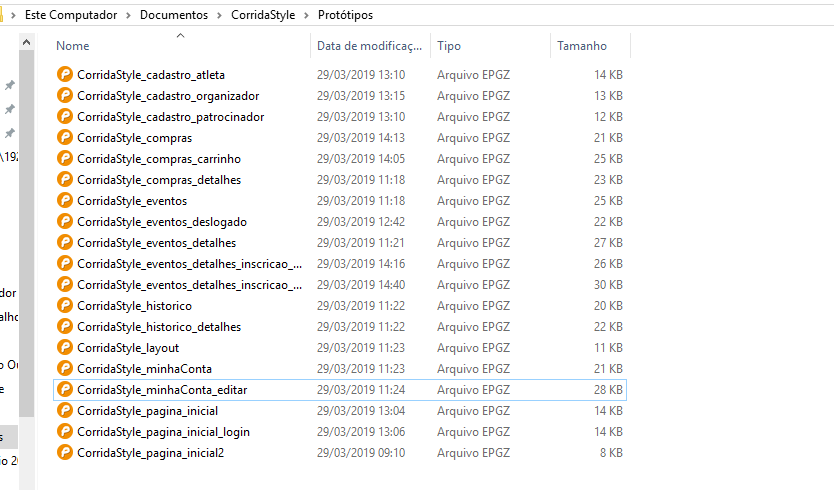 Este Computador > Documentos > CorridaStyle > Protótipos
Nome Data de modificaç... Tipo Tamanho
CorridaStyle_cadastro_atleta 29/03/2019 13:10 Arquivo EPGZ 14 KB
CorridaStyle_cadastro_organizador 29/03/2019 13:15 Arquivo EPGZ 13 KB
CorridaStyle_cadastro_patrocinador 29/03/2019 13:10 Arquivo EPGZ 12 KB
CorridaStyle_compras 29/03/2019 14:13 Arquivo EPGZ 21 KB
\192
CorridaStyle_compras_carrinho 29/03/2019 14:05 Arquivo EPGZ 25 KB
CorridaStyle_compras_detalhes 29/03/2019 11:18 Arquivo EPGZ 23 KB
CorridaStyle_eventos 29/03/2019 11:18 Arquivo EPGZ 25 KB
CorridaStyle_eventos_deslogado 29/03/2019 12:42 Arquivo EPGZ 22 KB
CorridaStyle_eventos_detalhes 29/03/2019 11:21 Arquivo EPGZ 27 KB
CorridaStyle_eventos_detalhes_inscricao_... 29/03/2019 14:16 Arquivo EPGZ 26 KB
CorridaStyle_eventos_detalhes_inscricao_... 29/03/2019 14:40 Arquivo EPGZ 30 KB
dor
CorridaStyle_historico 29/03/2019 11:22 Arquivo EPGZ 20 KB
alho
CorridaStyle_historico_detalhes 29/03/2019 11:22 Arquivo EPGZ 22 KB
CorridaStyle_layout 29/03/2019 11:23 Arquivo EPGZ 11 KB
o Ou
CorridaStyle_minhaConta 29/03/2019 11:23 Arquivo EPGZ 21 KB
e
CorridaStyle_minhaConta_editar 29/03/2019 11:24 Arquivo EPGZ 28 KB
CorridaStyle_pagina_inicial 29/03/2019 13:04 Arquivo EPGZ 14 KB
s
CorridaStyle_pagina_inicial_login 29/03/2019 13:06 Arquivo EPGZ 14 KB
CorridaStyle_pagina_inicial2 29/03/2019 09:10 Arquivo EPGZ 8 KB
io 20